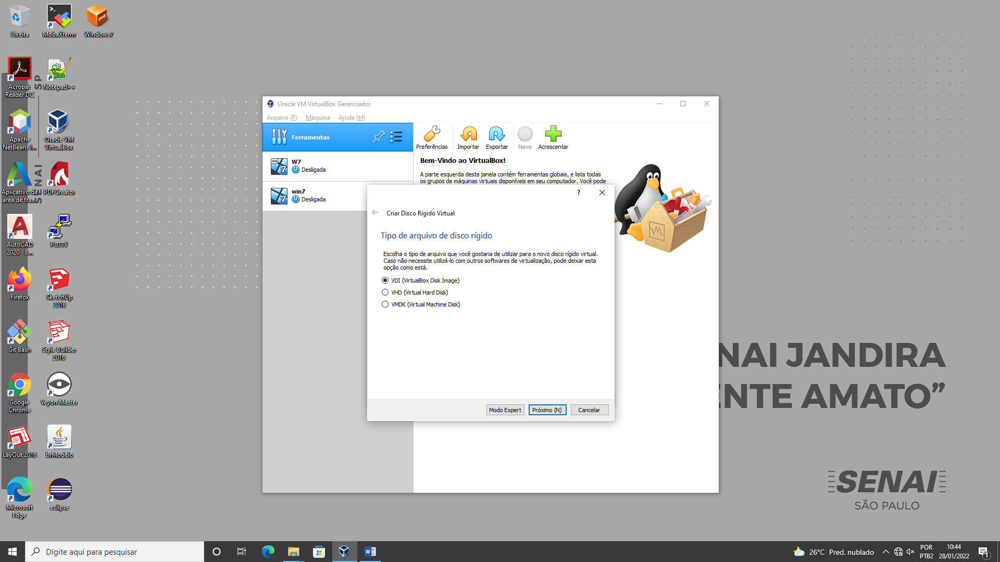 Lixeira
MobaXterm
Windows7
Acrobat
Reader DC
Notepad++
Apache
NetBeans I...
Oracle VM
VirtualBox
Aplicativo da
área de tra...
PDFCreator
AutoCAD
2020 - E...
PuTTY
Firefox
SketchUp
2016
Git Bash
Style Builder
2016
Google
Chrome
Veyon Master
LayOut 2016
brModelo
Microsoft
Edge
eclipse
SENAI SP
Oracle VM VirtualBox Gerenciador
Arquivo (F) Máquina Ajuda (H)
Ferramentas
Preferências Importar Exportar Novo Acrescentar
W7
Desligada
win7
Desligada
Bem-Vindo ao VirtualBox!
A parte esquerda desta janela contém ferramentas globais, e lista todas
os grupos de máquinas virtuais disponíveis em seu computador. Você pode
?
Criar Disco Rígido Virtual
Tipo de arquivo de disco rígido
Escolha o tipo de arquivo que você gostaria de utilizar para o novo disco rígido virtual.
Caso não necessite utilizá-lo com outros softwares de virtualização, pode deixar esta
opção como está.
VDI (VirtualBox Disk Image)
VHD (Virtual Hard Disk)
VMDK (Virtual Machine Disk)
Modo Expert Próximo (N) Cancelar
NAI JANDIRA
ENTE AMATO”
SENAI
SÃO PAULO
Digite aqui para pesquisar
26°C Pred. nublado
POR
PTB2
10:44
28/01/2022
1